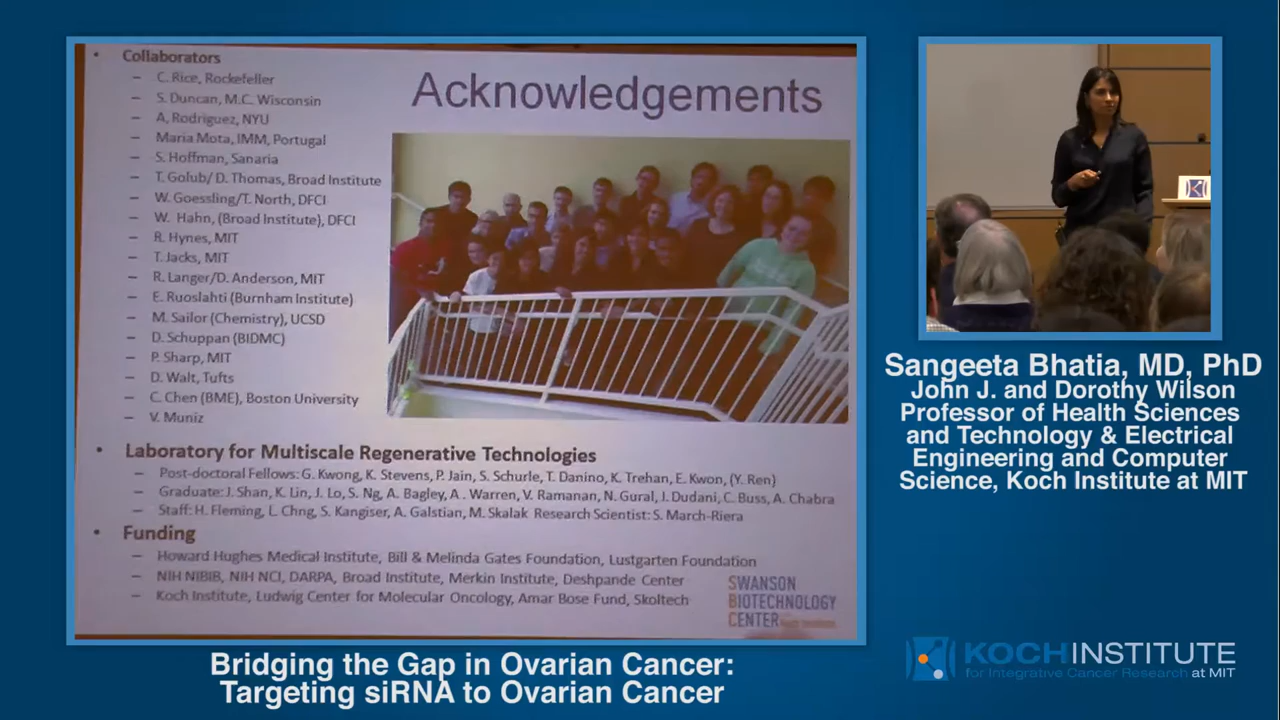 Collaborators
– C. Rice, Rockefeller
– S. Duncan, M.C. Wisconsin
– A. Rodriguez, NYU
– Maria Mota, IMM, Portugal
– S. Hoffman, Sanaria
– T. Golub/ D. Thomas, Broad Institute
– W. Goessling/T. North, DFCI
– W. Hahn, (Broad Institute), DFCI
– R. Hynes, MIT
– T. Jacks, MIT
– R. Langer/D. Anderson, MIT
– E. Ruoslahti (Burnham Institute)
– M. Sailor (Chemistry), UCSD
– D. Schuppan (BIDMC)
– P. Sharp, MIT
– D. Walt, Tufts
– C. Chen (BME), Boston University
– V. Muniz
Acknowledgements
• Laboratory for Multiscale Regenerative Technologies
– Post-doctoral Fellows: G. Kwong, K. Stevens, P. Jain, S. Schurle, T. Danino, K. Trehan, E. Kwon, (Y. Ren)
– Graduate: J. Shan, K. Lin, J. Lo, S. Ng, A. Bagley, A . Warren, V. Ramanan, N. Gural, J. Dudani, C. Buss, A. Chabra
– Staff: H. Fleming, L. Chng, S. Kangiser, A. Galstian, M. Skalak Research Scientist: S. March-Riera
• Funding
– Howard Hughes Medical Institute, Bill & Melinda Gates Foundation, Lustgarten Foundation
– NIH NIBIB, NIH NCI, DARPA, Broad Institute, Merkin Institute, Deshpande Center
– Koch Institute, Ludwig Center for Molecular Oncology, Amar Bose Fund, Skoltech
SWANSON
BIOTECHNOLOGY
CENTER
Bridging the Gap in Ovarian Cancer:
Targeting siRNA to Ovarian Cancer
Sangeeta Bhatia, MD, PhD
John J. and Dorothy Wilson
Professor of Health Sciences
and Technology & Electrical
Engineering and Computer
Science, Koch Institute at MIT
KOCH INSTITUTE
for Integrative Cancer Research at MIT